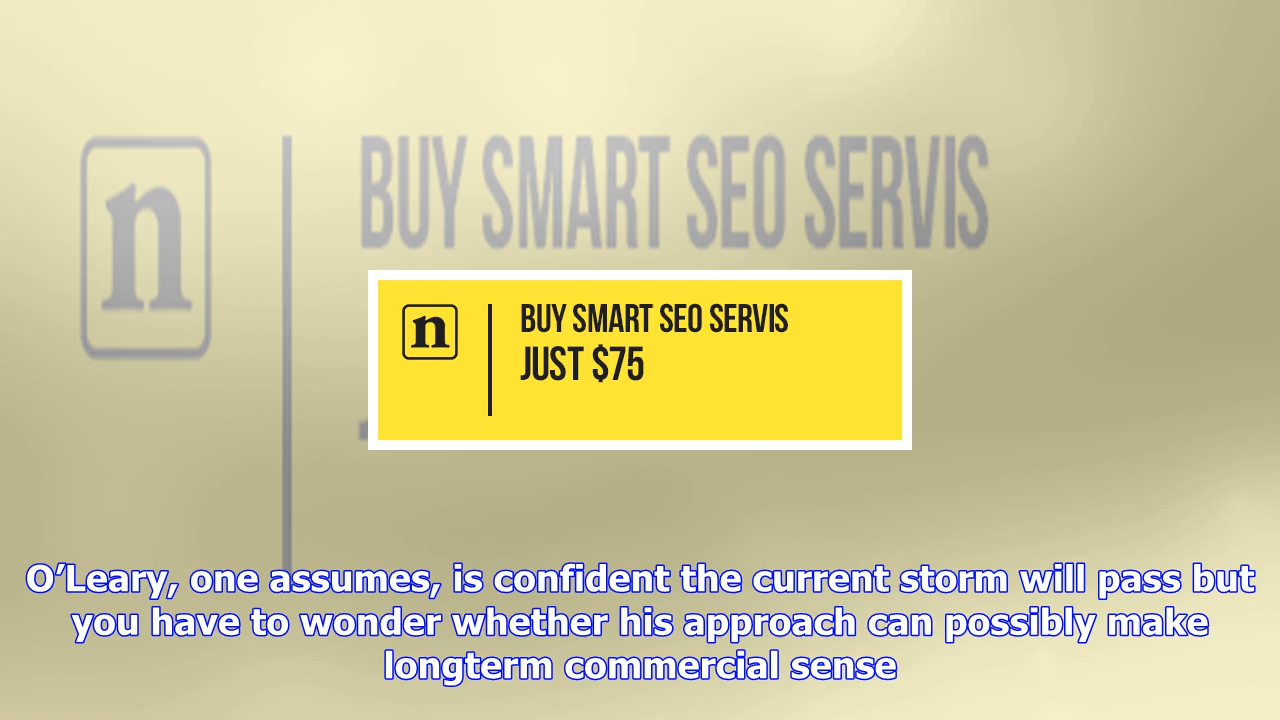 n
BUY SMART SEO SERVIS
n
BUY SMART SEO SERVIS
JUST $75
O’Leary, one assumes, is confident the current storm will pass but
you have to wonder whether his approach can possibly make
longterm commercial sense